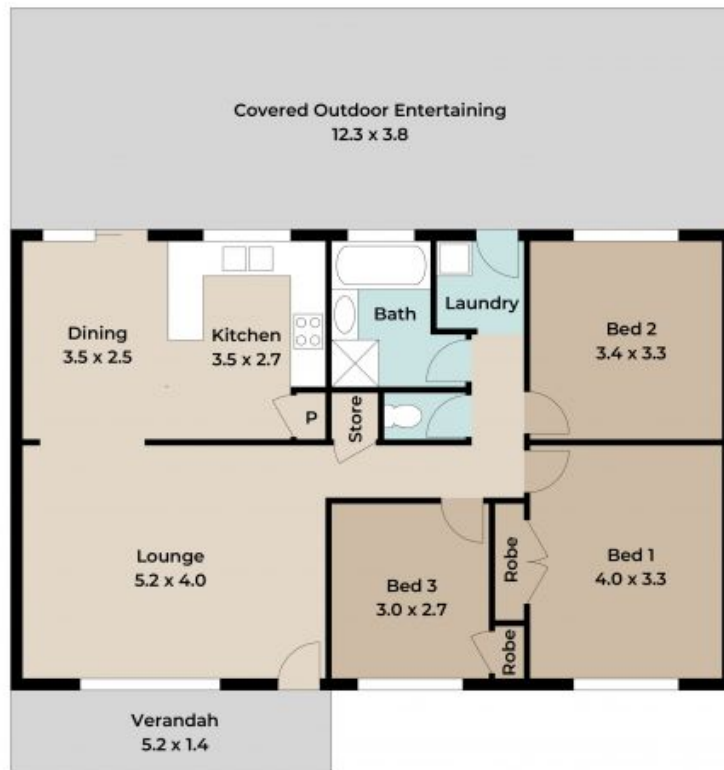 Covered Outdoor Entertaining
12.3 x 3.8
Dining
3.5 x 2.5
Kitchen
3.5 x 2.7
Bath
Laundry
Bed 2
3.4 x 3.3
P
Store
Lounge
5.2 x 4.0
Bed 3
3.0 x 2.7
Robe
Robe
Bed 1
4.0 x 3.3
Verandah
5.2 x 1.4